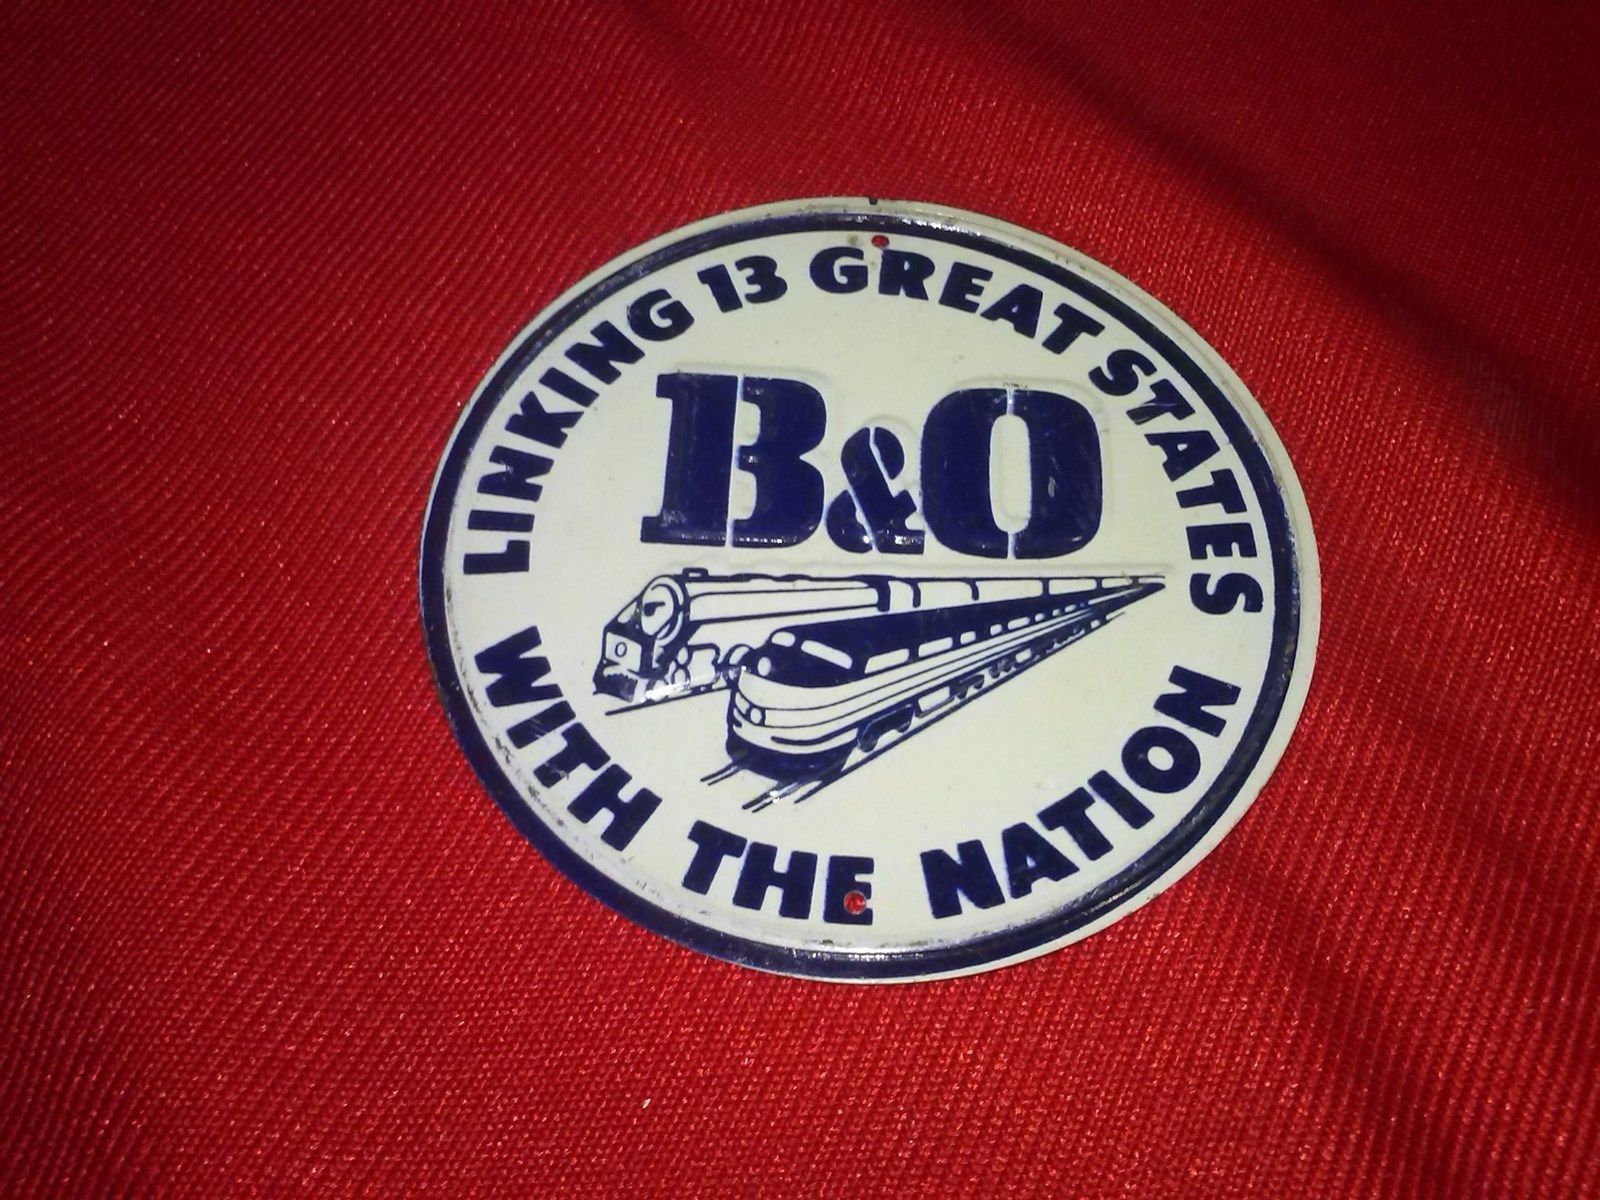 LINKING 13 GREAT STATES
B&O
WITH THE NATION